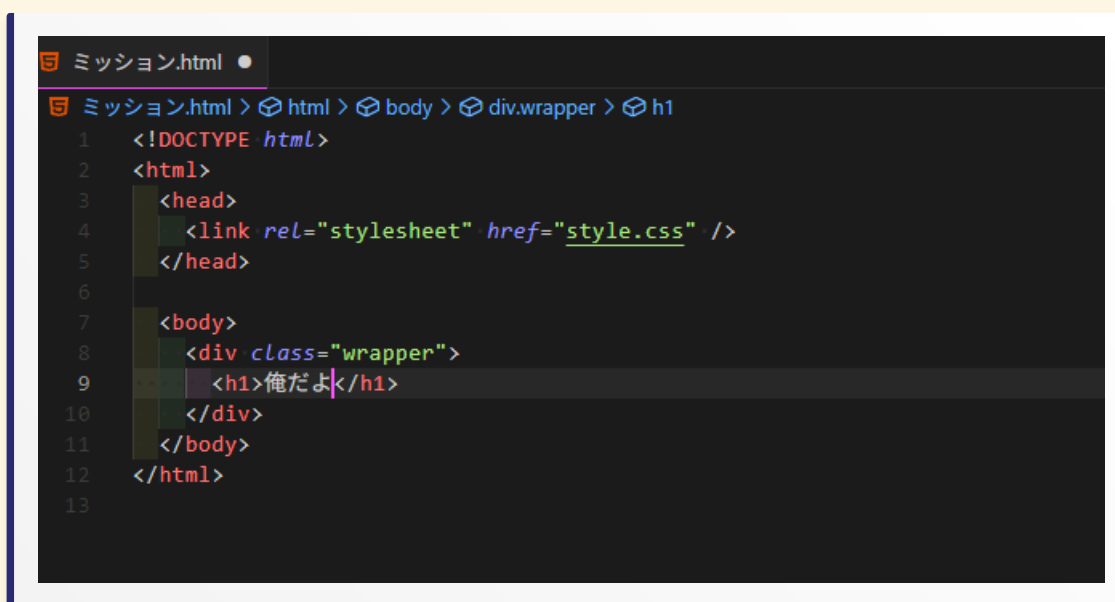 ミッション.html ●
ミッション.html > html > body > div.wrapper > h1
1 <!DOCTYPE html>
2 <html>
3   <head>
4     <link rel="stylesheet" href="style.css" />
5   </head>
6
7   <body>
8     <div class="wrapper">
9       <h1>俺だよ</h1>
10     </div>
11   </body>
12 </html>
13